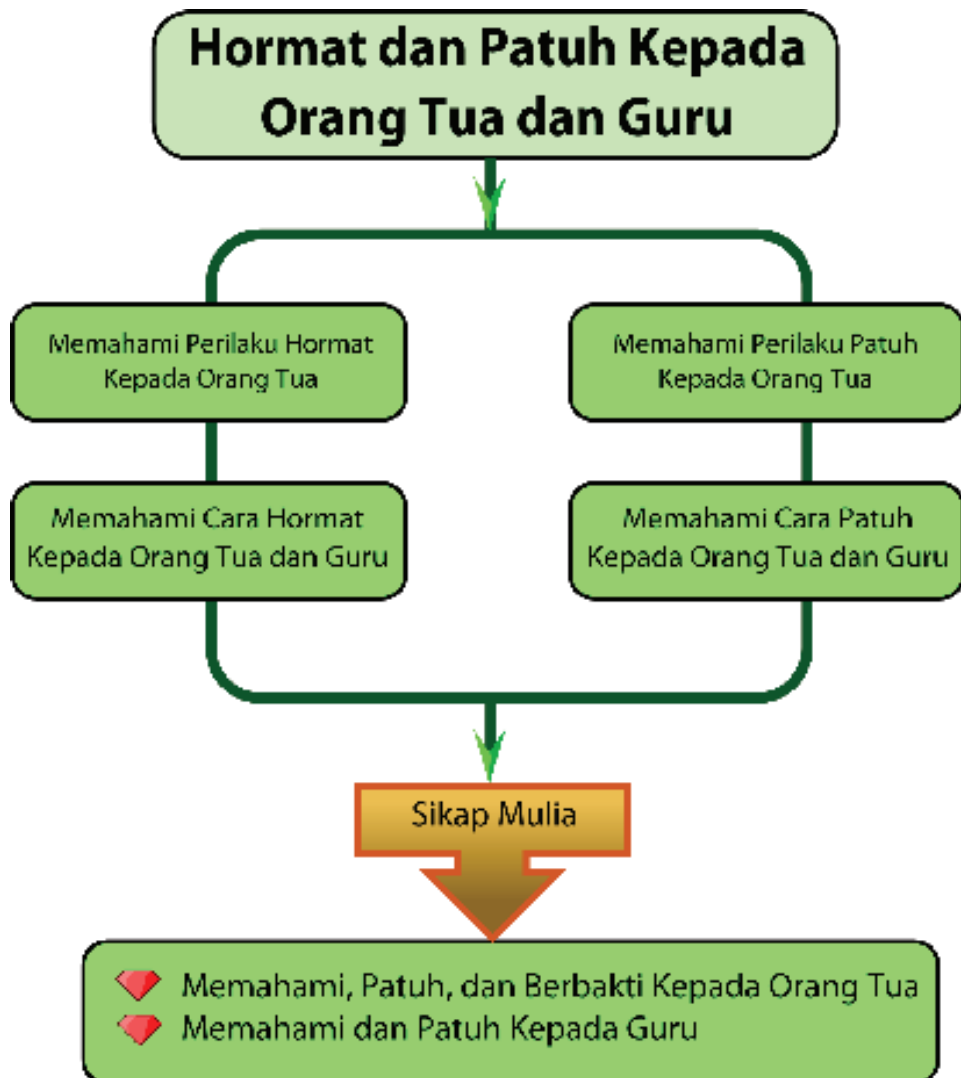 Hormat dan Patuh Kepada
Orang Tua dan Guru
Memahami Perilaku Hormat
Kepada Orang Tua
Memahami Perilaku Patuh
Kepada Orang Tua
Memahami Cara Hormat
Kepada Orang Tua dan Guru
Memahami Cara Patuh
Kepada Orang Tua dan Guru
Sikap Mulia
Memahami, Patuh, dan Berbakti Kepada Orang Tua
Memahami dan Patuh Kepada Guru